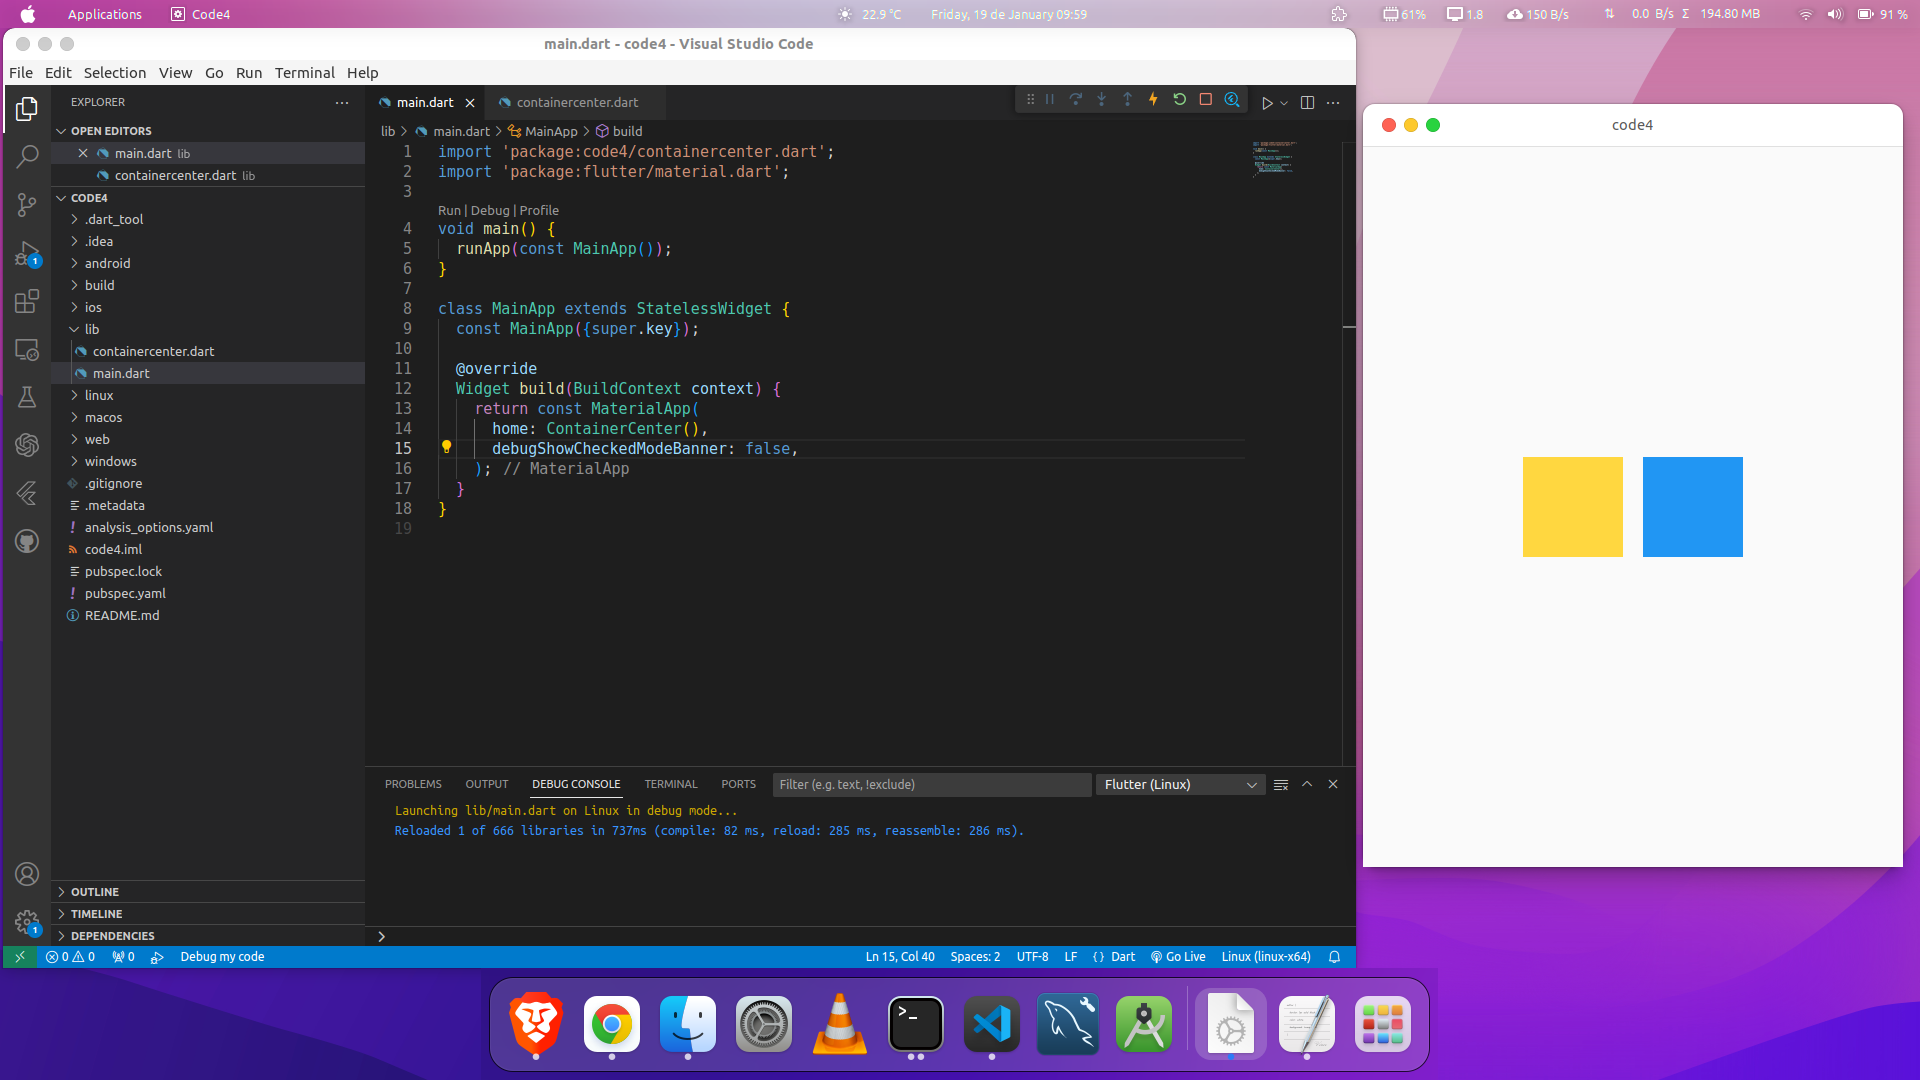 Applications Code4 22.9 °C Friday, 19 de January 09:59 61% 1.8 150 B/s 0.0 B/s Σ 194.80 MB 91 %
main.dart - code4 - Visual Studio Code
File Edit Selection View Go Run Terminal Help
EXPLORER
OPEN EDITORS
main.dart lib
containercenter.dart lib
CODE4
.dart_tool
.idea
android
build
ios
lib
containercenter.dart
main.dart
linux
macos
web
windows
.gitignore
.metadata
analysis_options.yaml
code4.iml
pubspec.lock
pubspec.yaml
README.md
OUTLINE
TIMELINE
DEPENDENCIES
1
1
main.dart containercenter.dart
lib > main.dart > MainApp > build
1 import 'package:code4/containercenter.dart';
2 import 'package:flutter/material.dart';
3
Run | Debug | Profile
4 void main() {
5 runApp(const MainApp());
6 }
7
8 class MainApp extends StatelessWidget {
9 const MainApp({super.key});
10
11 @override
12 Widget build(BuildContext context) {
13 return const MaterialApp(
14 home: ContainerCenter(),
15 debugShowCheckedModeBanner: false,
16 ); // MaterialApp
17 }
18 }
19
PROBLEMS OUTPUT DEBUG CONSOLE TERMINAL PORTS Filter (e.g. text, !exclude) Flutter (Linux)
Launching lib/main.dart on Linux in debug mode...
Reloaded 1 of 666 libraries in 737ms (compile: 82 ms, reload: 285 ms, reassemble: 286 ms).
0 0 0 Debug my code Ln 15, Col 40 Spaces: 2 UTF-8 LF {} Dart Go Live Linux (linux-x64)
code4